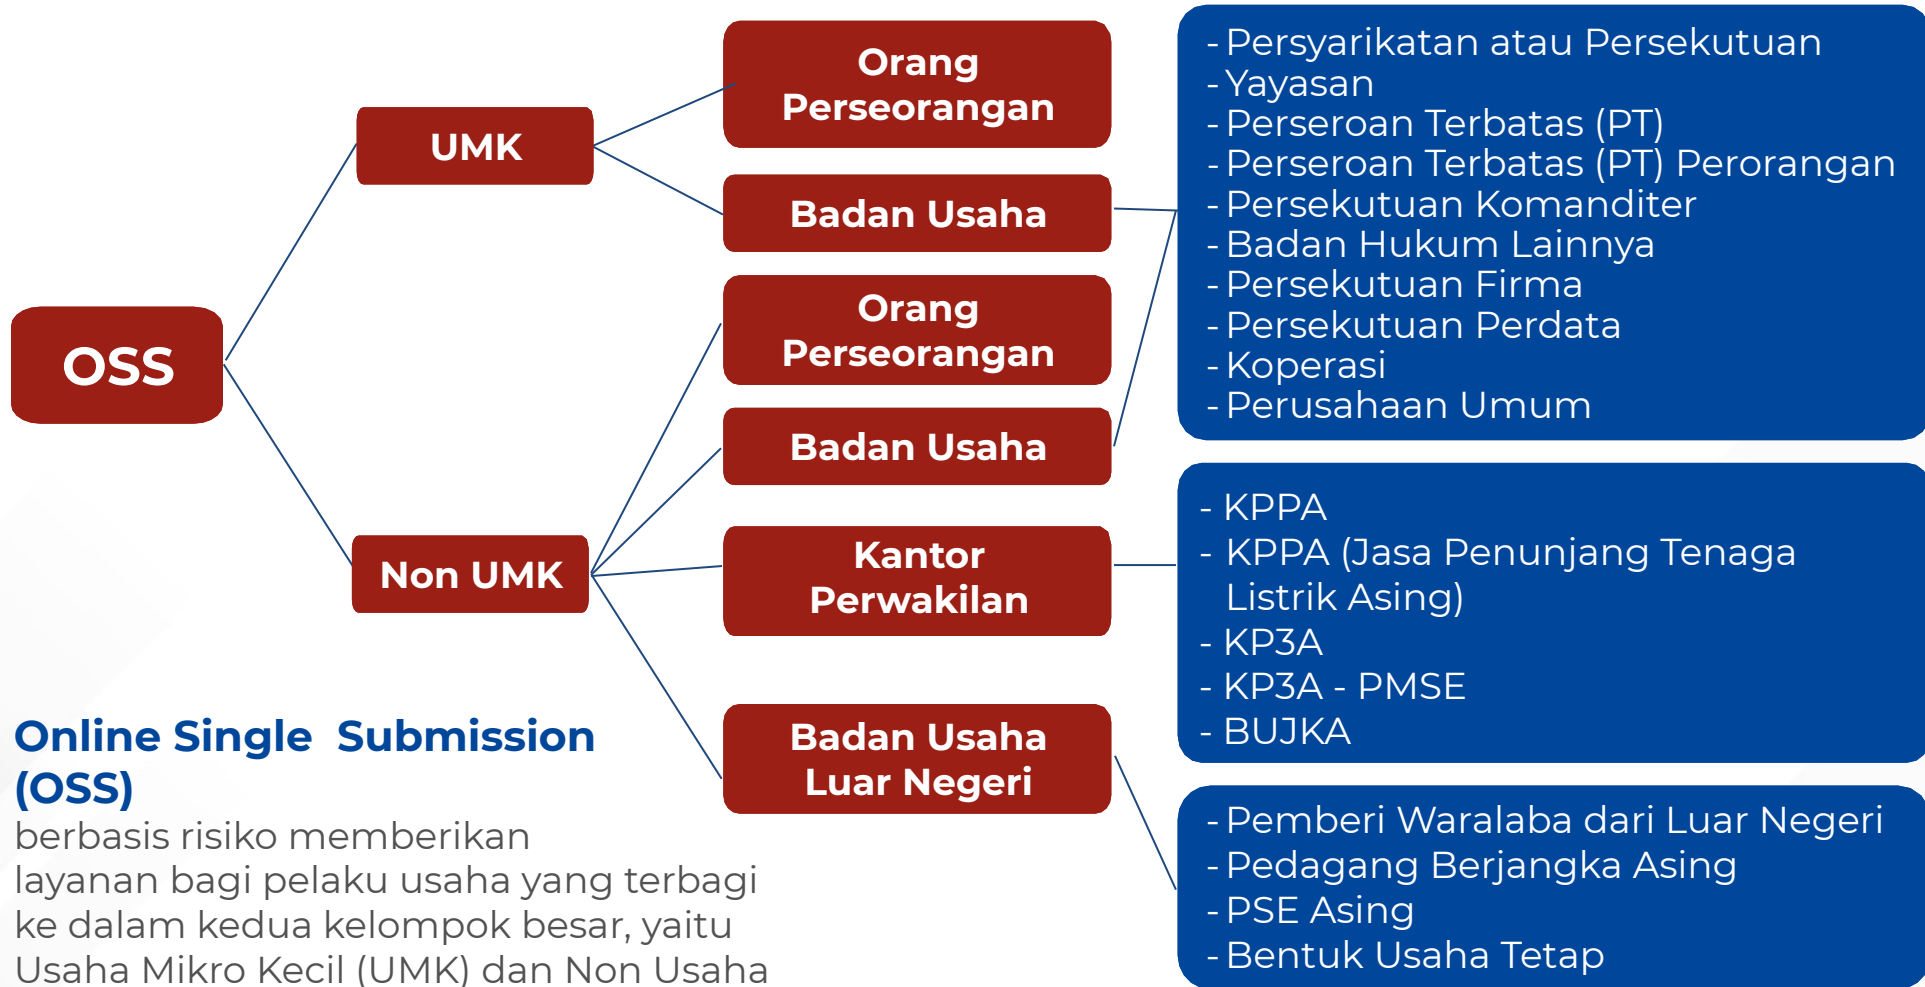 OSS
UMK
Non UMK
Orang
Perseorangan
Badan Usaha
Orang
Perseorangan
Badan Usaha
Kantor
Perwakilan
Badan Usaha
Luar Negeri
- Persyarikatan atau Persekutuan
- Yayasan
- Perseroan Terbatas (PT)
- Perseroan Terbatas (PT) Perorangan
- Persekutuan Komanditer
- Badan Hukum Lainnya
- Persekutuan Firma
- Persekutuan Perdata
- Koperasi
- Perusahaan Umum
- KPPA
- KPPA (Jasa Penunjang Tenaga
Listrik Asing)
- KP3A
- KP3A - PMSE
- BUJKA
- Pemberi Waralaba dari Luar Negeri
- Pedagang Berjangka Asing
- PSE Asing
- Bentuk Usaha Tetap
Online Single Submission
(OSS)
berbasis risiko memberikan
layanan bagi pelaku usaha yang terbagi
ke dalam kedua kelompok besar, yaitu
Usaha Mikro Kecil (UMK) dan Non Usaha